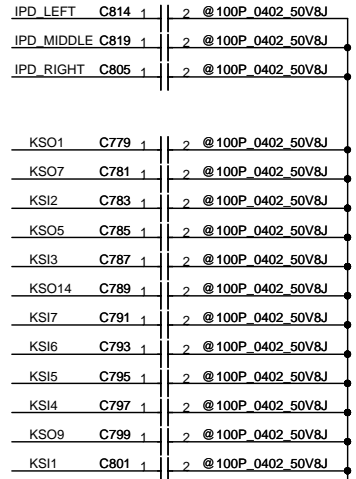 IPD_LEFT C814 1 2 @100P_0402_50V8J
IPD_MIDDLE C819 1 2 @100P_0402_50V8J
IPD_RIGHT C805 1 2 @100P_0402_50V8J
KSO1 C779 1 2 @100P_0402_50V8J
KSO7 C781 1 2 @100P_0402_50V8J
KSI2 C783 1 2 @100P_0402_50V8J
KSO5 C785 1 2 @100P_0402_50V8J
KSI3 C787 1 2 @100P_0402_50V8J
KSO14 C789 1 2 @100P_0402_50V8J
KSI7 C791 1 2 @100P_0402_50V8J
KSI6 C793 1 2 @100P_0402_50V8J
KSI5 C795 1 2 @100P_0402_50V8J
KSI4 C797 1 2 @100P_0402_50V8J
KSO9 C799 1 2 @100P_0402_50V8J
KSI1 C801 1 2 @100P_0402_50V8J